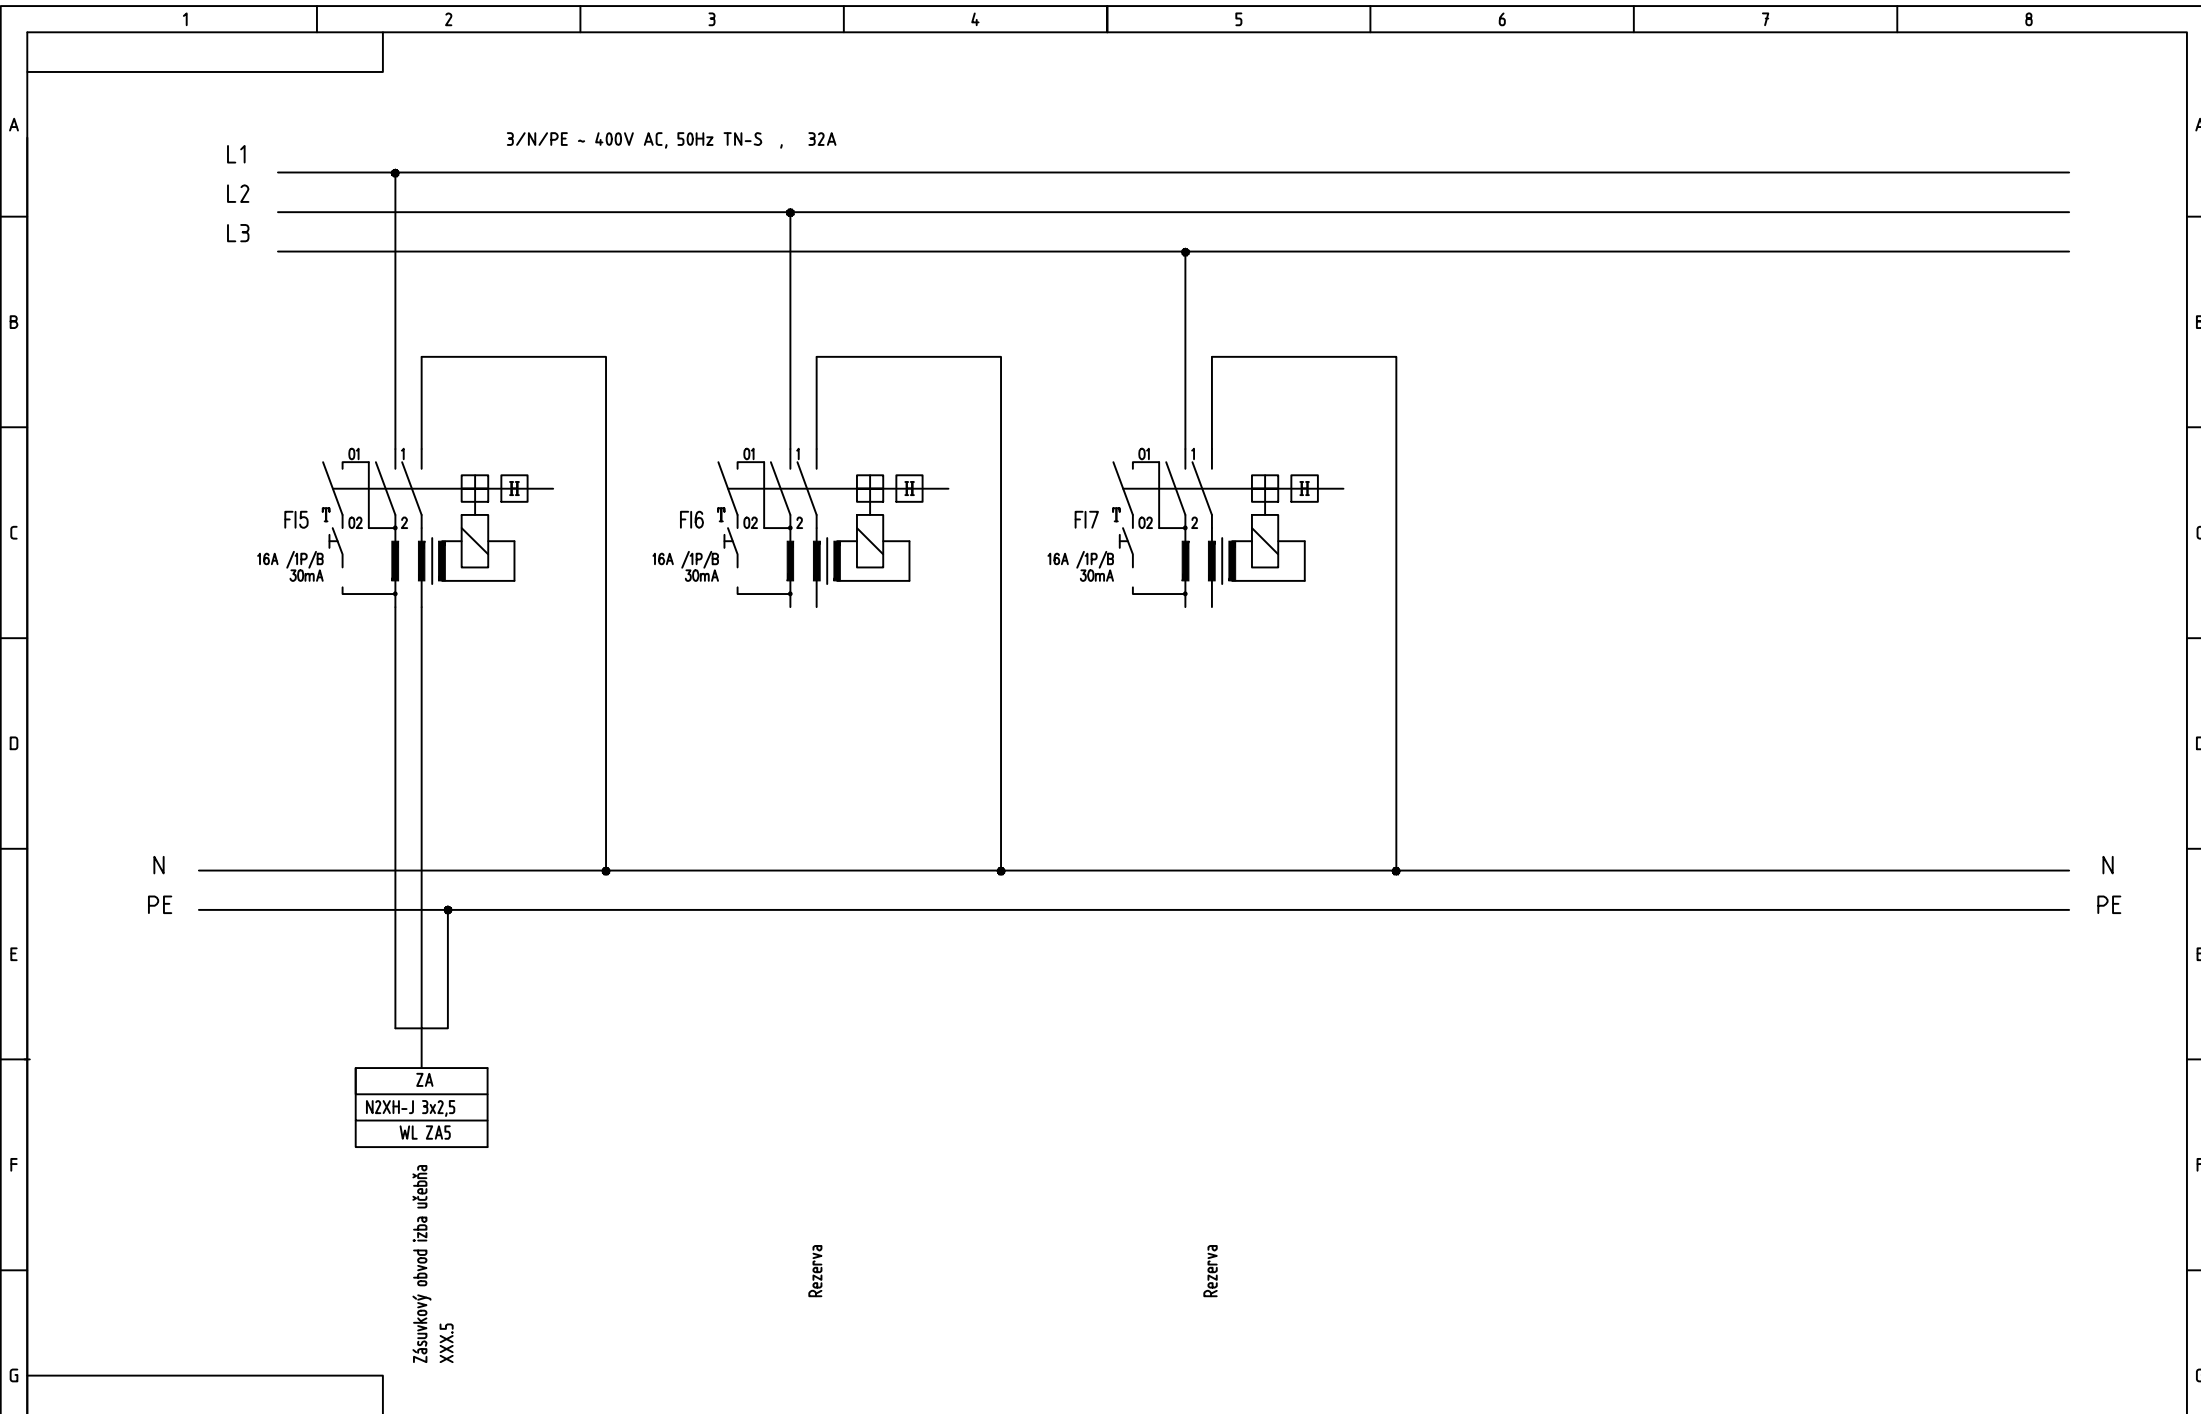 1 2 3 4 5 6 7 8
A
3/N/PE ~ 400V AC, 50Hz TN-S , 32A
L1
L2
L3
B B
01 1 01 1 01 1
H H H
FI5 T 02 2 FI6 T 02 2 FI7 T 02 2
C
16A /1P/B 16A /1P/B 16A /1P/B
30mA 30mA 30mA
D D
N N
PE PE
E E
ZA
N2XH-J 3x2,5
WL ZA5
F F
Zásuvkový obvod izba učebňa
XXX.5
Rezerva
Rezerva
G